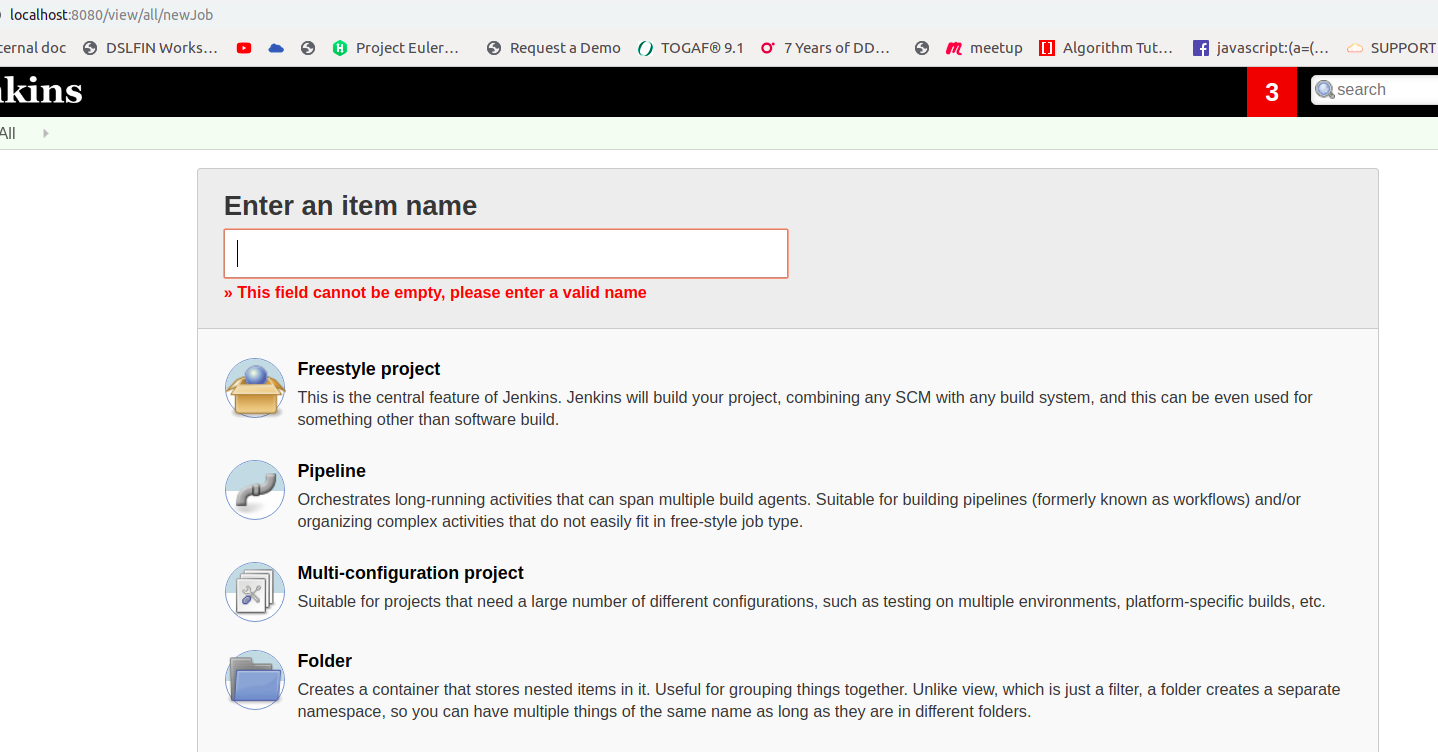 localhost:8080/view/all/newJob
ternal doc DSLFIN Works... Project Euler... Request a Demo TOGAF® 9.1 7 Years of DD... meetup Algorithm Tut... javascript:(a=(... SUPPORT
kins 3 search
All
Enter an item name
» This field cannot be empty, please enter a valid name
Freestyle project
This is the central feature of Jenkins. Jenkins will build your project, combining any SCM with any build system, and this can be even used for
something other than software build.
Pipeline
Orchestrates long-running activities that can span multiple build agents. Suitable for building pipelines (formerly known as workflows) and/or
organizing complex activities that do not easily fit in free-style job type.
Multi-configuration project
Suitable for projects that need a large number of different configurations, such as testing on multiple environments, platform-specific builds, etc.
Folder
Creates a container that stores nested items in it. Useful for grouping things together. Unlike view, which is just a filter, a folder creates a separate
namespace, so you can have multiple things of the same name as long as they are in different folders.